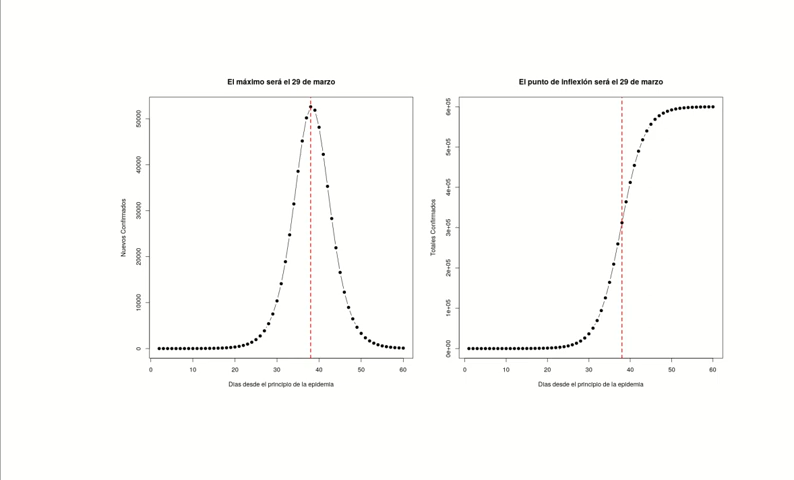 El máximo será el 29 de marzo
El punto de inflexión será el 29 de marzo
Nuevos Confirmados
50000
40000
30000
20000
10000
0
0 10 20 30 40 50 60
Dias desde el principio de la epidemia
Totales Confirmados
6e+05
5e+05
4e+05
3e+05
2e+05
1e+05
0e+00
0 10 20 30 40 50 60
Dias desde el principio de la epidemia